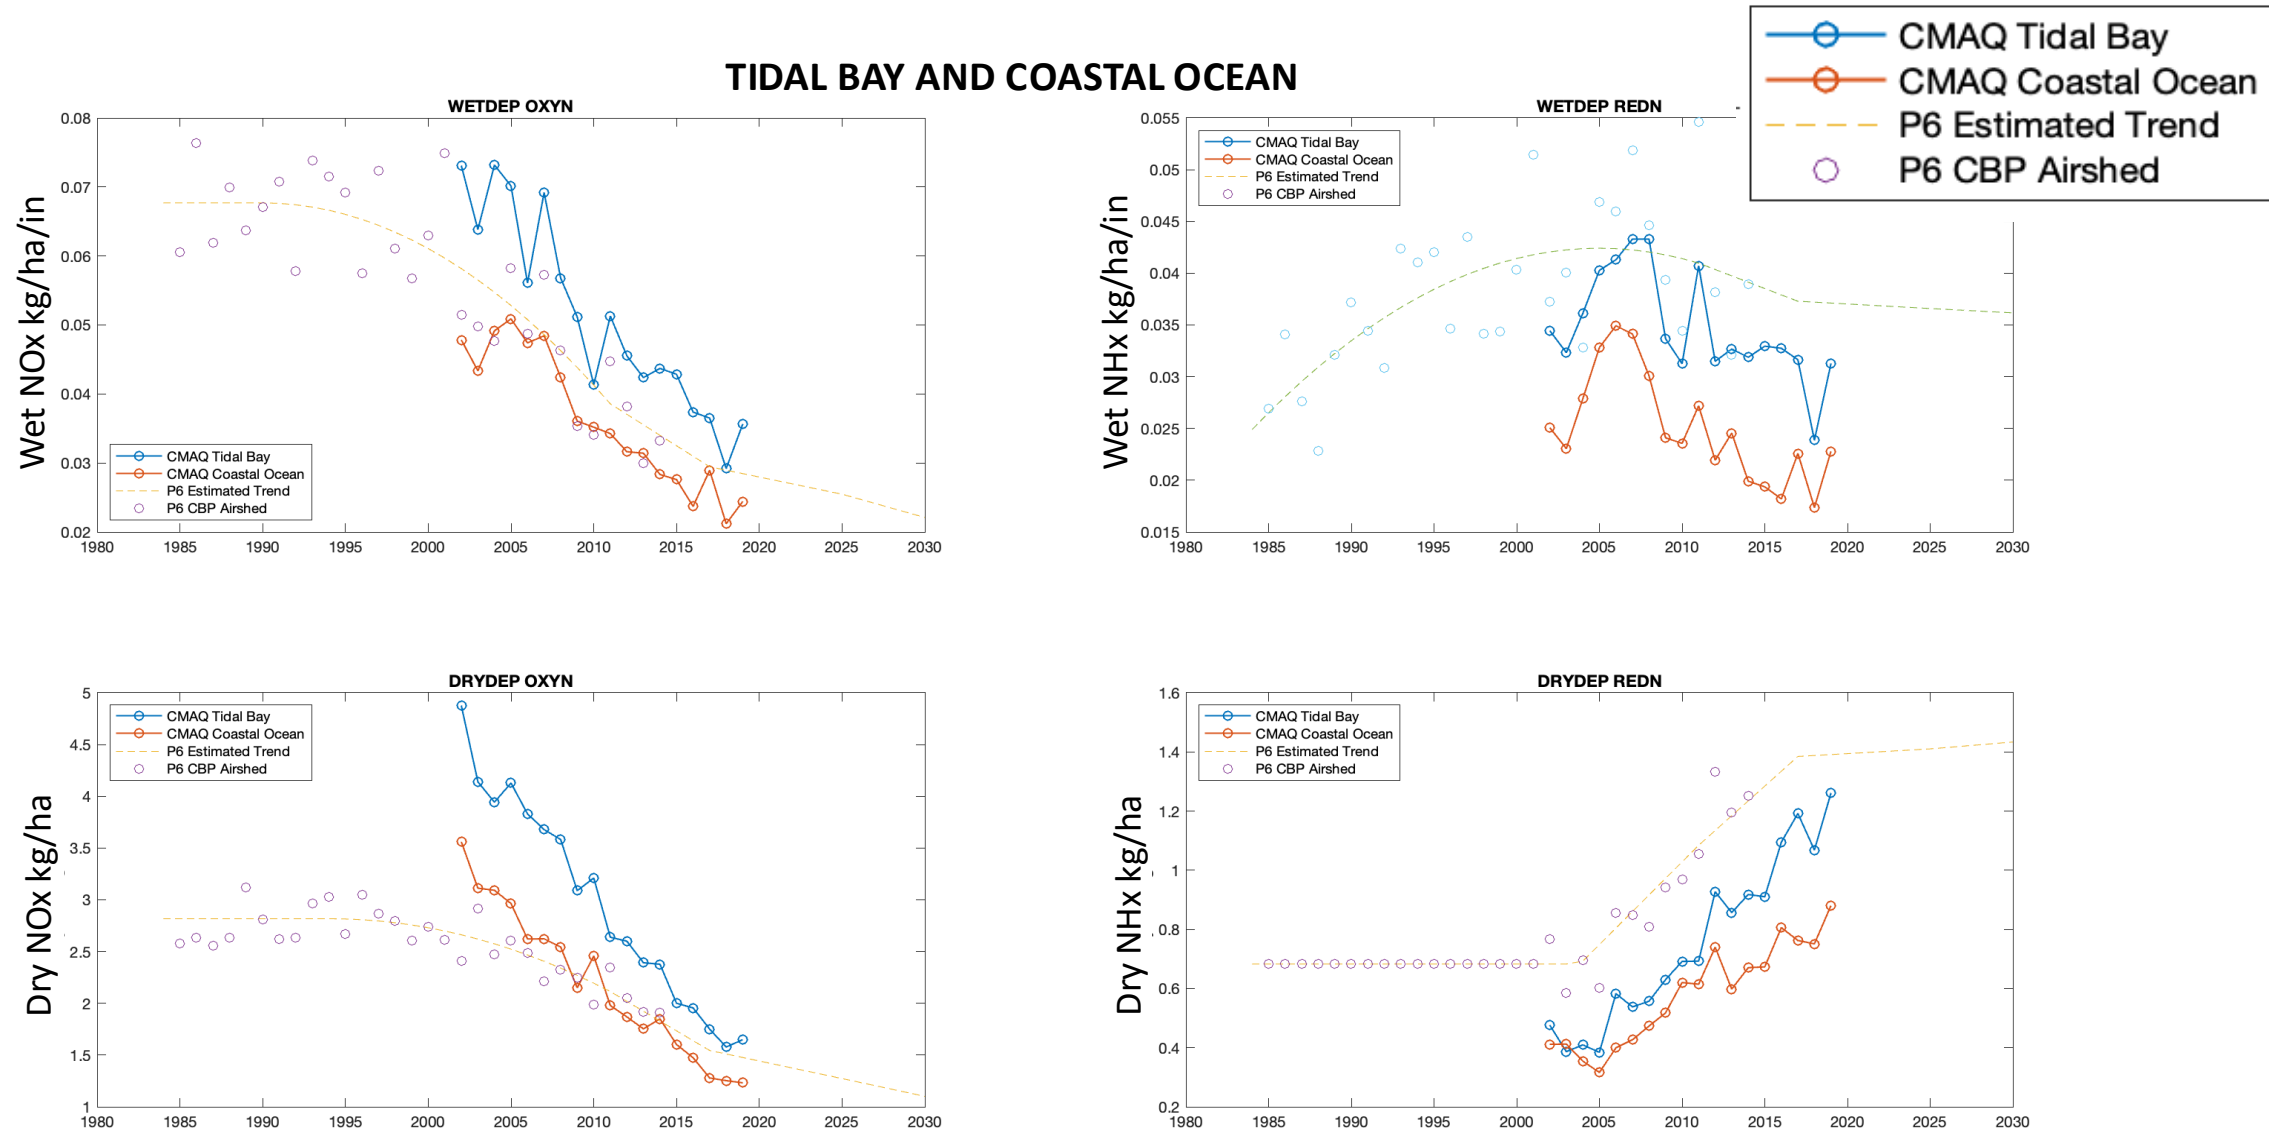 TIDAL BAY AND COASTAL OCEAN
CMAQ Tidal Bay
CMAQ Coastal Ocean
P6 Estimated Trend
P6 CBP Airshed
WETDEP OXYN
Wet NOx kg/ha/in
0.08
0.07
0.06
0.05
0.04
0.03
0.02
CMAQ Tidal Bay
CMAQ Coastal Ocean
P6 Estimated Trend
P6 CBP Airshed
1980 1985 1990 1995 2000 2005 2010 2015 2020 2025 2030
WETDEP REDN
Wet NHx kg/ha/in
0.055
0.05
0.045
0.04
0.035
0.03
0.025
0.02
0.015
CMAQ Tidal Bay
CMAQ Coastal Ocean
P6 Estimated Trend
P6 CBP Airshed
1980 1985 1990 1995 2000 2005 2010 2015 2020 2025 2030
DRYDEP OXYN
Dry NOx kg/ha
5
4.5
4
3.5
3
2.5
2
1.5
1
CMAQ Tidal Bay
CMAQ Coastal Ocean
P6 Estimated Trend
P6 CBP Airshed
1980 1985 1990 1995 2000 2005 2010 2015 2020 2025 2030
DRYDEP REDN
Dry NHx kg/ha
1.6
1.4
1.2
1
0.8
0.6
0.4
0.2
CMAQ Tidal Bay
CMAQ Coastal Ocean
P6 Estimated Trend
P6 CBP Airshed
1980 1985 1990 1995 2000 2005 2010 2015 2020 2025 2030